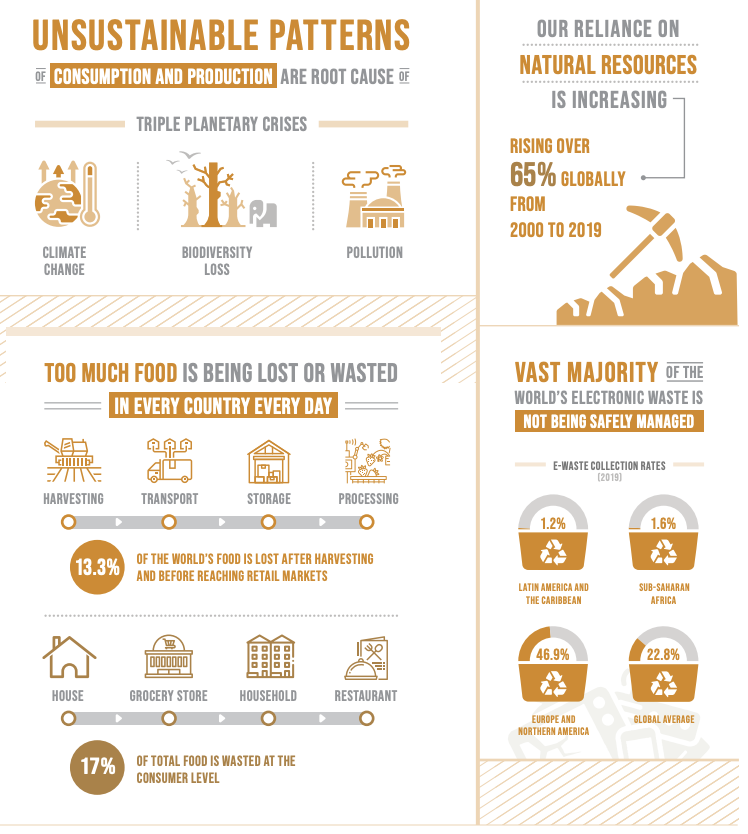 UNSUSTAINABLE PATTERNS
OF CONSUMPTION AND PRODUCTION ARE ROOT CAUSE OF
TRIPLE PLANETARY CRISES
CLIMATE
CHANGE
BIODIVERSITY
LOSS
POLLUTION
OUR RELIANCE ON
NATURAL RESOURCES
IS INCREASING
RISING OVER
65% GLOBALLY
FROM
2000 TO 2019
TOO MUCH FOOD IS BEING LOST OR WASTED
IN EVERY COUNTRY EVERY DAY
HARVESTING
TRANSPORT
STORAGE
PROCESSING
13.3%
OF THE WORLD'S FOOD IS LOST AFTER HARVESTING
AND BEFORE REACHING RETAIL MARKETS
HOUSE
GROCERY STORE
HOUSEHOLD
RESTAURANT
17%
OF TOTAL FOOD IS WASTED AT THE
CONSUMER LEVEL
VAST MAJORITY OF THE
WORLD'S ELECTRONIC WASTE IS
NOT BEING SAFELY MANAGED
E-WASTE COLLECTION RATES
(2019)
1.2%
LATIN AMERICA AND
THE CARIBBEAN
1.6%
SUB-SAHARAN
AFRICA
46.9%
EUROPE AND
NORTHERN AMERICA
22.8%
GLOBAL AVERAGE